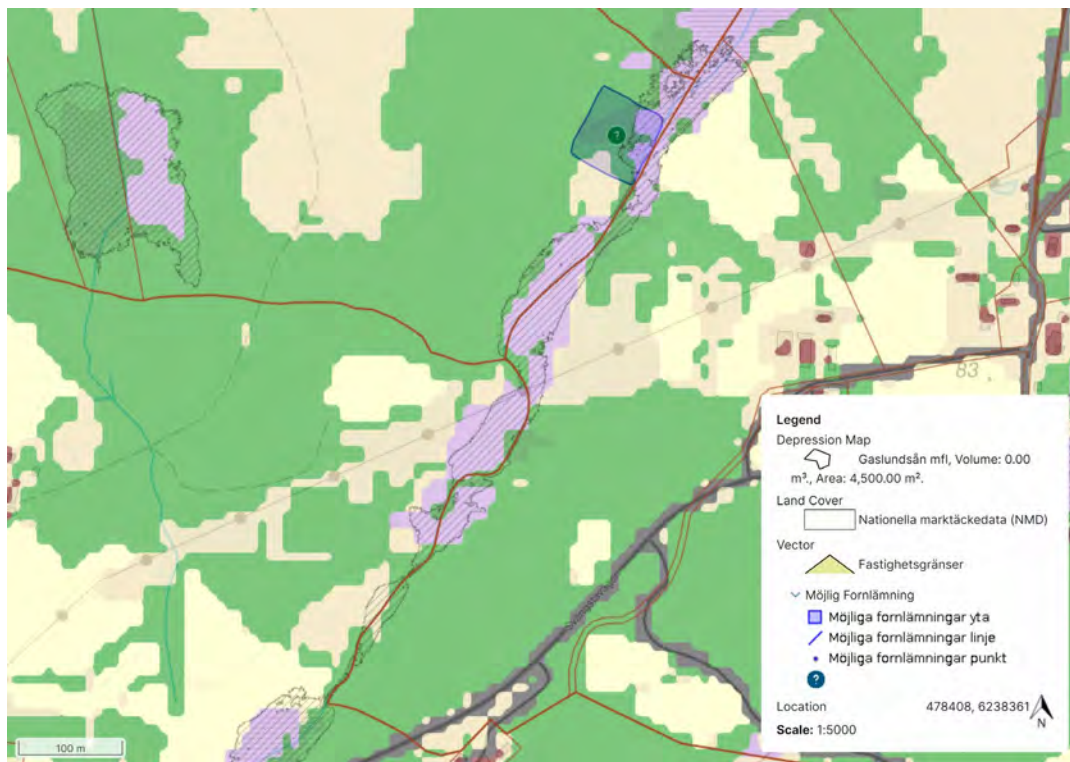 ?
83
Legend
Depression Map
Gaslundsån mfl, Volume: 0.00
m³., Area: 4,500.00 m².
Land Cover
Nationella marktäckedata (NMD)
Vector
Fastighetsgränser
Möjlig Fornlämning
Möjliga fornlämningar yta
Möjliga fornlämningar linje
Möjliga fornlämningar punkt
?
Location 478408, 6238361
Scale: 1:5000
N
100 m